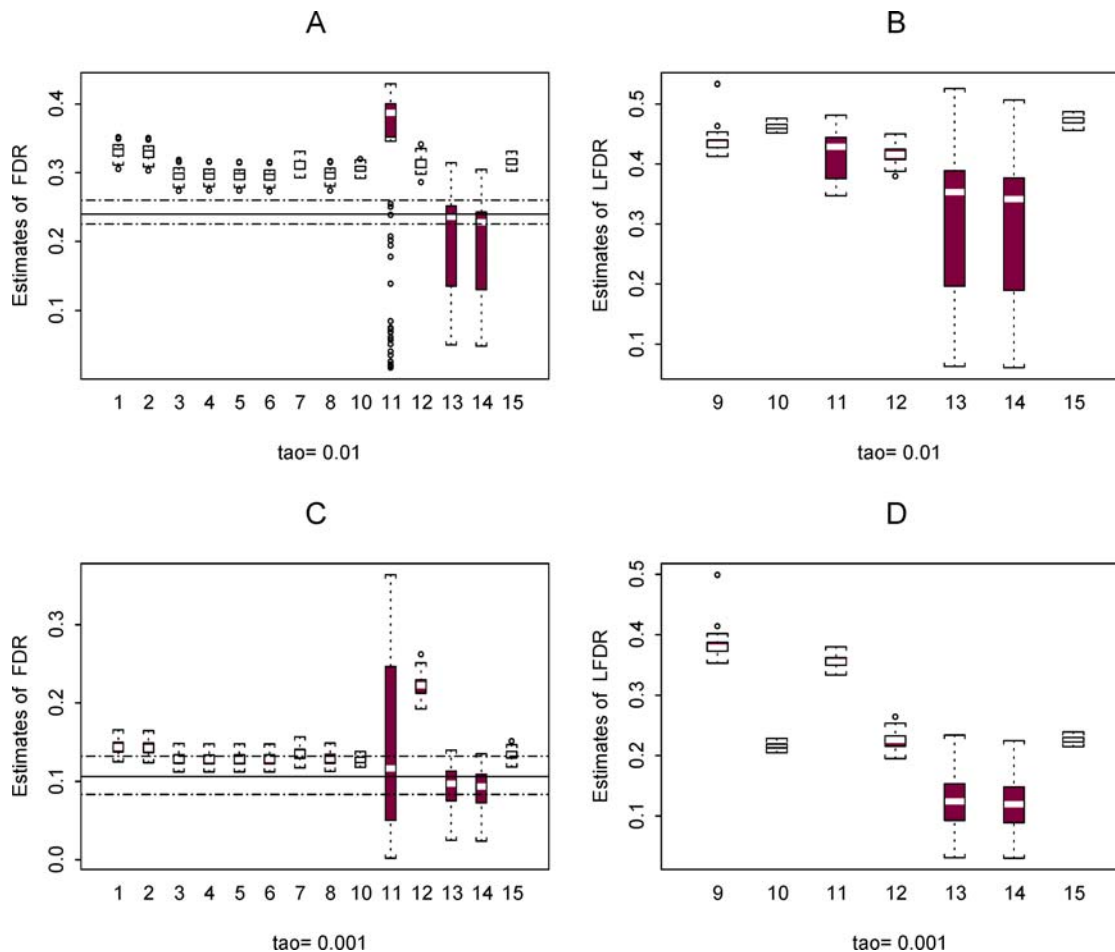 A
Estimates of FDR
0.4
0.3
0.2
0.1
1 2 3 4 5 6 7 8 10 11 12 13 14 15
tao= 0.01
B
Estimates of LFDR
0.5
0.4
0.3
0.2
0.1
9 10 11 12 13 14 15
tao= 0.01
C
Estimates of FDR
0.3
0.2
0.1
0.0
1 2 3 4 5 6 7 8 10 11 12 13 14 15
tao= 0.001
D
Estimates of LFDR
0.5
0.4
0.3
0.2
0.1
9 10 11 12 13 14 15
tao= 0.001